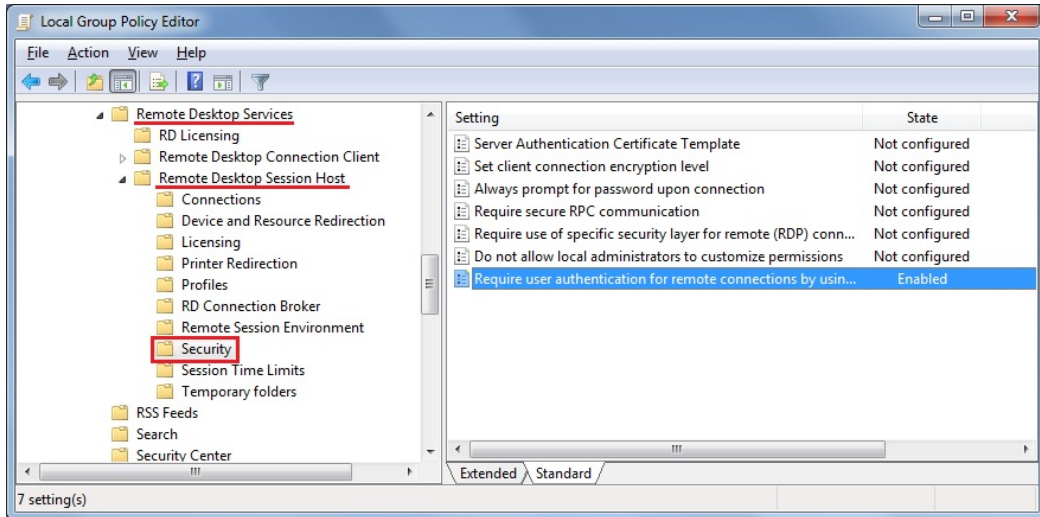 Local Group Policy Editor
File Action View Help
Remote Desktop Services
RD Licensing
Remote Desktop Connection Client
Remote Desktop Session Host
Connections
Device and Resource Redirection
Licensing
Printer Redirection
Profiles
RD Connection Broker
Remote Session Environment
Security
Session Time Limits
Temporary folders
RSS Feeds
Search
Security Center
Setting State
Server Authentication Certificate Template Not configured
Set client connection encryption level Not configured
Always prompt for password upon connection Not configured
Require secure RPC communication Not configured
Require use of specific security layer for remote (RDP) conn... Not configured
Do not allow local administrators to customize permissions Not configured
Require user authentication for remote connections by usin... Enabled
Extended Standard
7 setting(s)